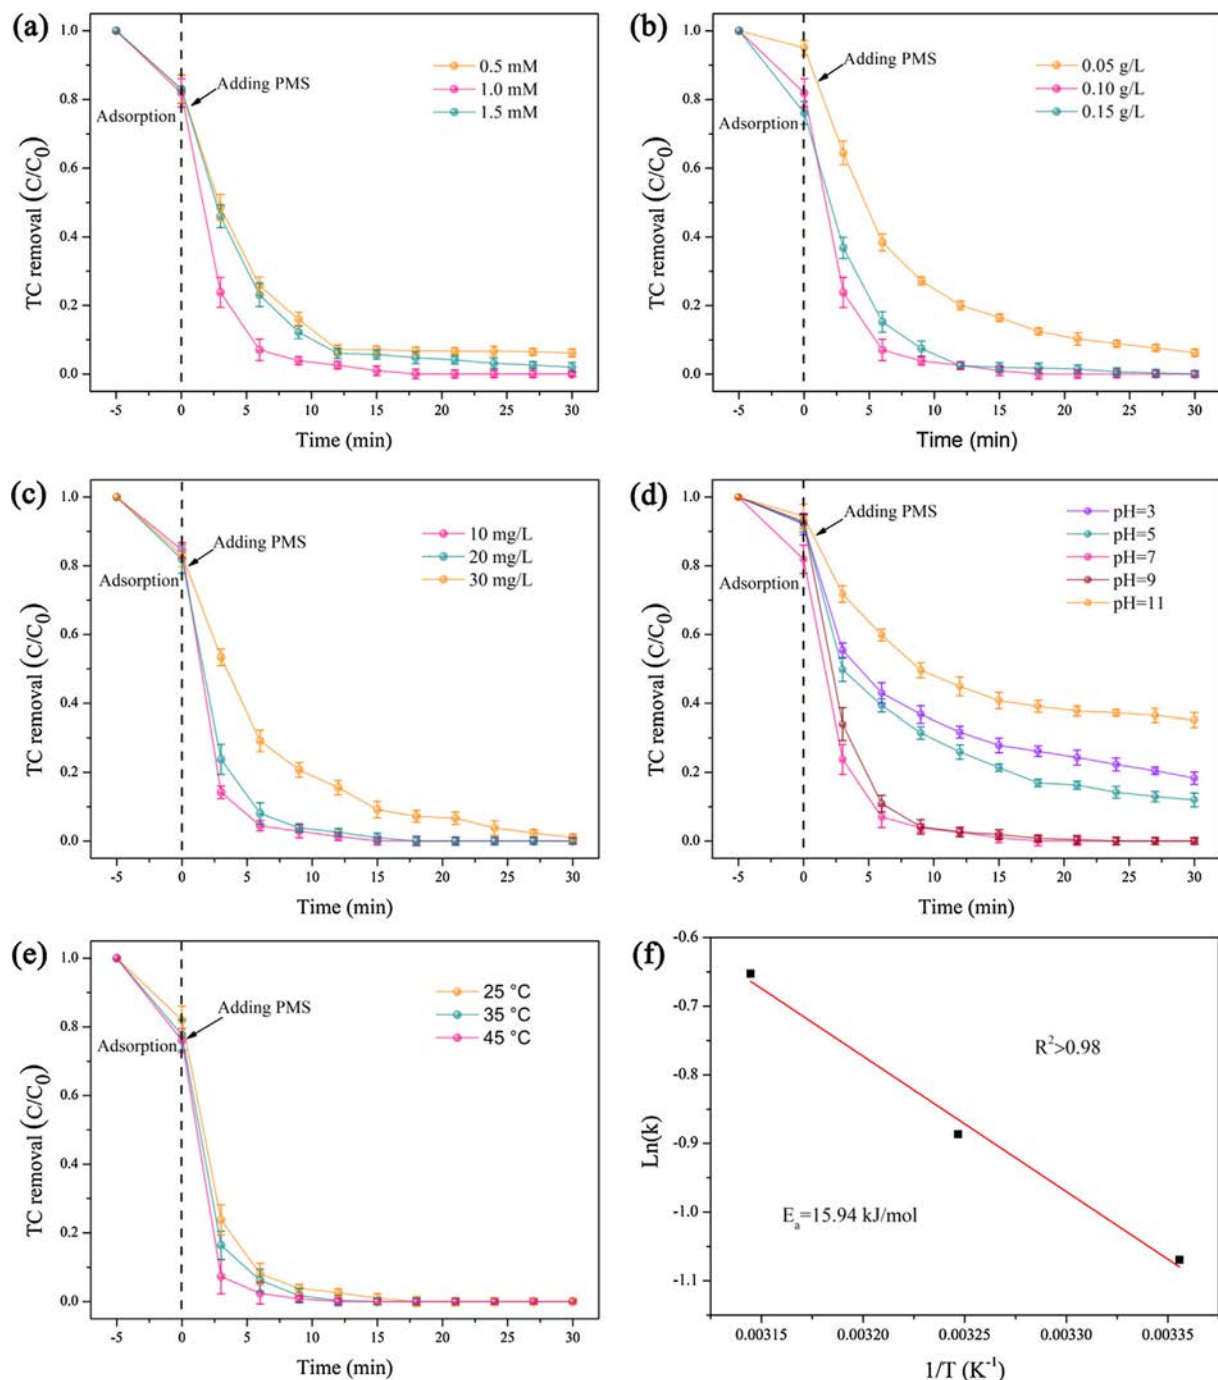 (a)
TC removal (C/C0)
1.0
0.8
0.6
0.4
0.2
0.0
Adsorption
Adding PMS
0.5 mM
1.0 mM
1.5 mM
-5 0 5 10 15 20 25 30
Time (min)
(b)
TC removal (C/C0)
1.0
0.8
0.6
0.4
0.2
0.0
Adsorption
Adding PMS
0.05 g/L
0.10 g/L
0.15 g/L
-5 0 5 10 15 20 25 30
Time (min)
(c)
TC removal (C/C0)
1.0
0.8
0.6
0.4
0.2
0.0
Adsorption
Adding PMS
10 mg/L
20 mg/L
30 mg/L
-5 0 5 10 15 20 25 30
Time (min)
(d)
TC removal (C/C0)
1.0
0.8
0.6
0.4
0.2
0.0
Adsorption
Adding PMS
pH=3
pH=5
pH=7
pH=9
pH=11
-5 0 5 10 15 20 25 30
Time (min)
(e)
TC removal (C/C0)
1.0
0.8
0.6
0.4
0.2
0.0
Adsorption
Adding PMS
25 °C
35 °C
45 °C
-5 0 5 10 15 20 25 30
Time (min)
(f)
Ln(k)
-0.6
-0.7
-0.8
-0.9
-1.0
-1.1
R²>0.98
Ea=15.94 kJ/mol
0.00315 0.00320 0.00325 0.00330 0.00335
1/T (K⁻¹)